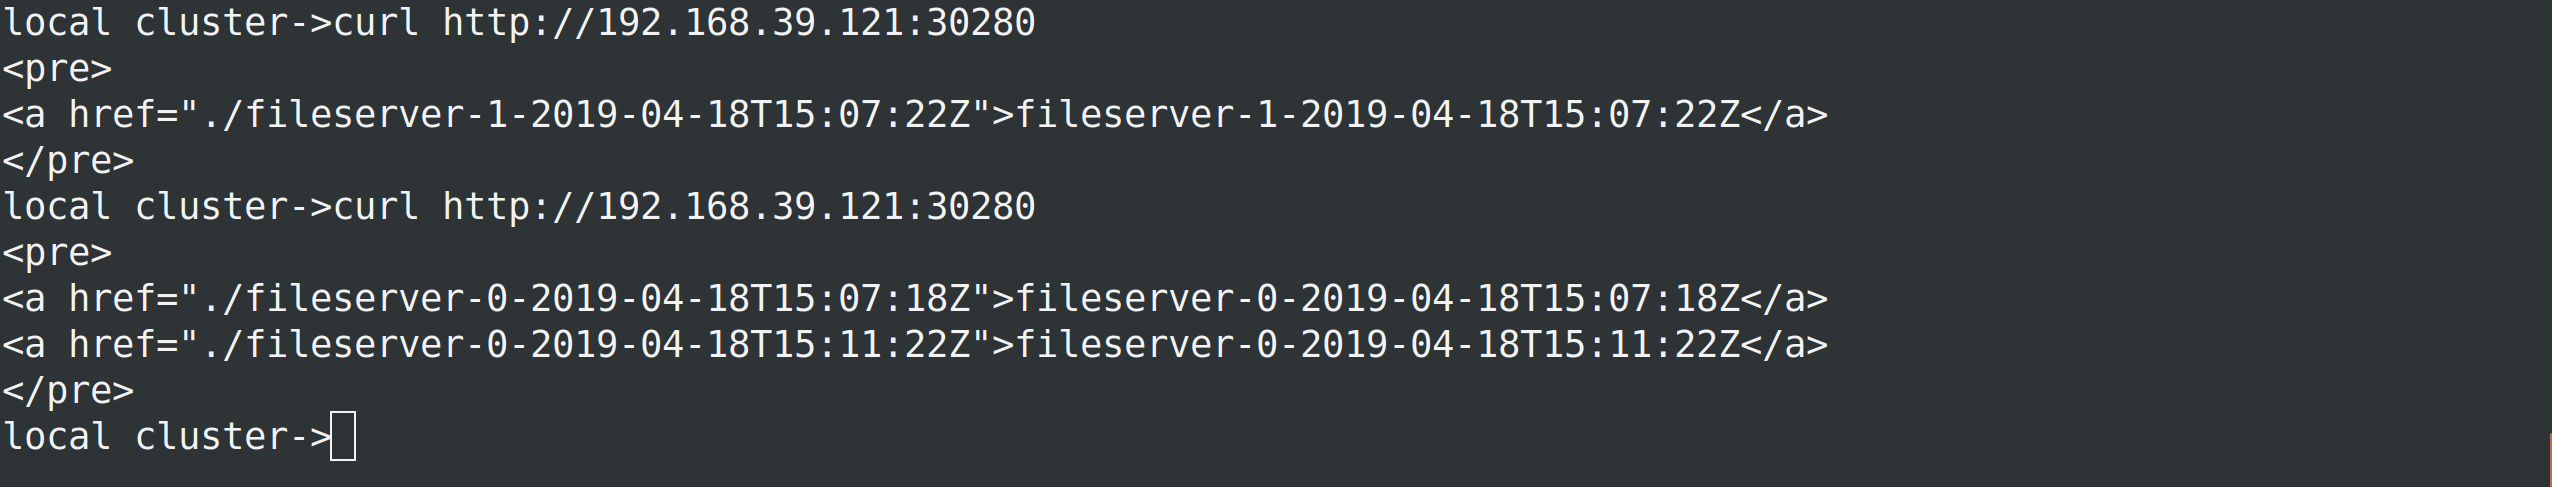 local cluster->curl http://192.168.39.121:30280
<pre>
<a href="./fileserver-1-2019-04-18T15:07:22Z">fileserver-1-2019-04-18T15:07:22Z</a>
</pre>
local cluster->curl http://192.168.39.121:30280
<pre>
<a href="./fileserver-0-2019-04-18T15:07:18Z">fileserver-0-2019-04-18T15:07:18Z</a>
<a href="./fileserver-0-2019-04-18T15:11:22Z">fileserver-0-2019-04-18T15:11:22Z</a>
</pre>
local cluster->